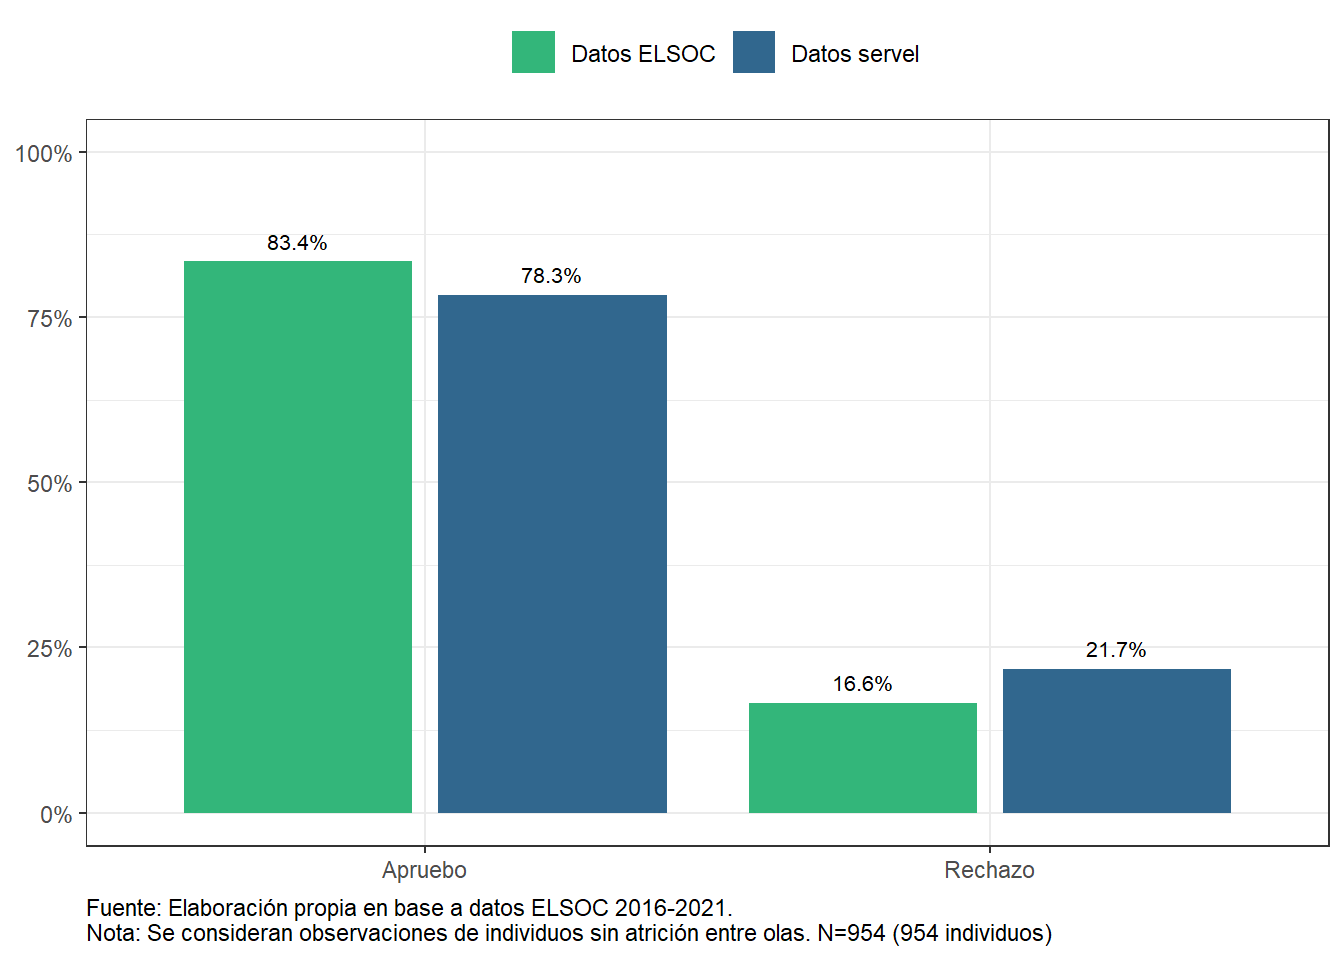 Datos ELSOC Datos servel
100%
83.4%
78.3%
75%
50%
25%
21.7%
16.6%
0%
Apruebo Rechazo
Fuente: Elaboración propia en base a datos ELSOC 2016-2021.
Nota: Se consideran observaciones de individuos sin atrición entre olas. N=954 (954 individuos)